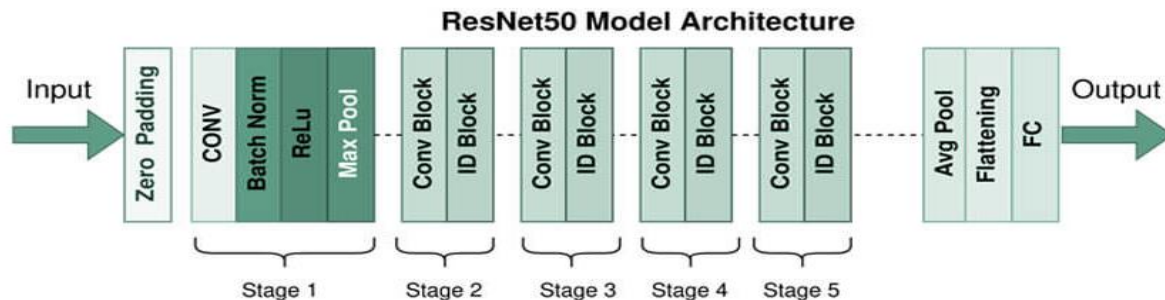 ResNet50 Model Architecture
Input
Zero Padding
CONV
Batch Norm
ReLu
Max Pool
Conv Block
ID Block
Conv Block
ID Block
Conv Block
ID Block
Conv Block
ID Block
Avg Pool
Flattening
FC
Output
Stage 1
Stage 2
Stage 3
Stage 4
Stage 5